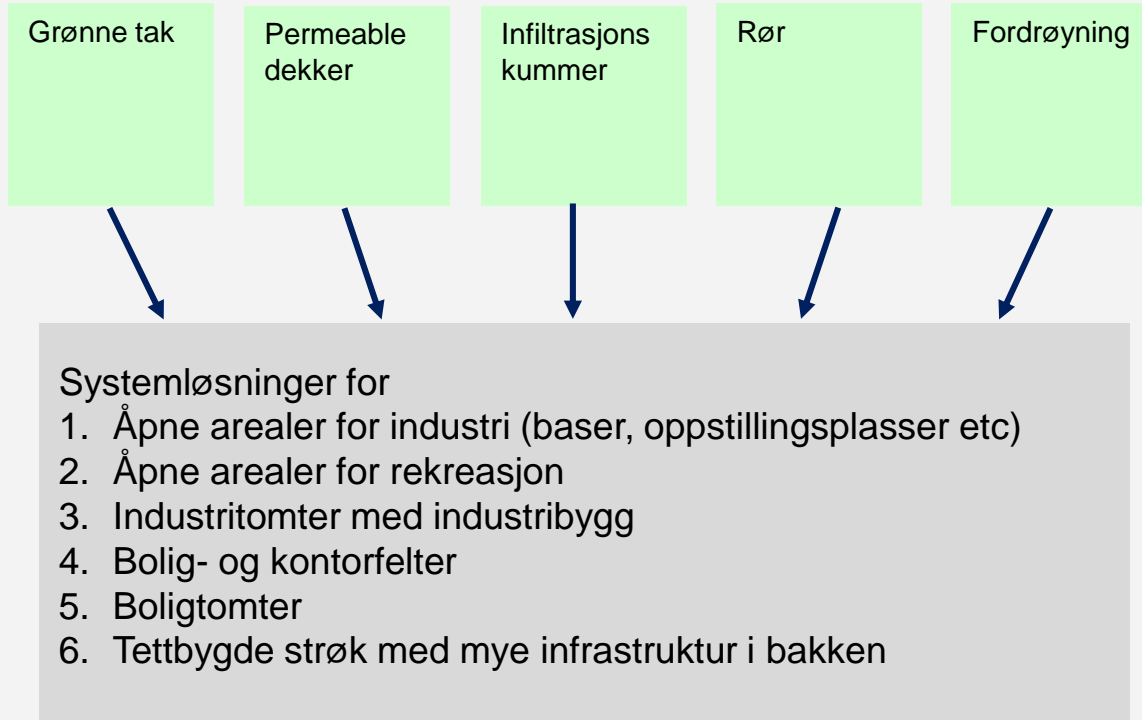 Grønne tak
Permeable
dekker
Infiltrasjons
kummer
Rør
Fordrøyning
Systemløsninger for
1. Åpne arealer for industri (baser, oppstillingsplasser etc)
2. Åpne arealer for rekreasjon
3. Industritomter med industribygg
4. Bolig- og kontorfelter
5. Boligtomter
6. Tettbygde strøk med mye infrastruktur i bakken